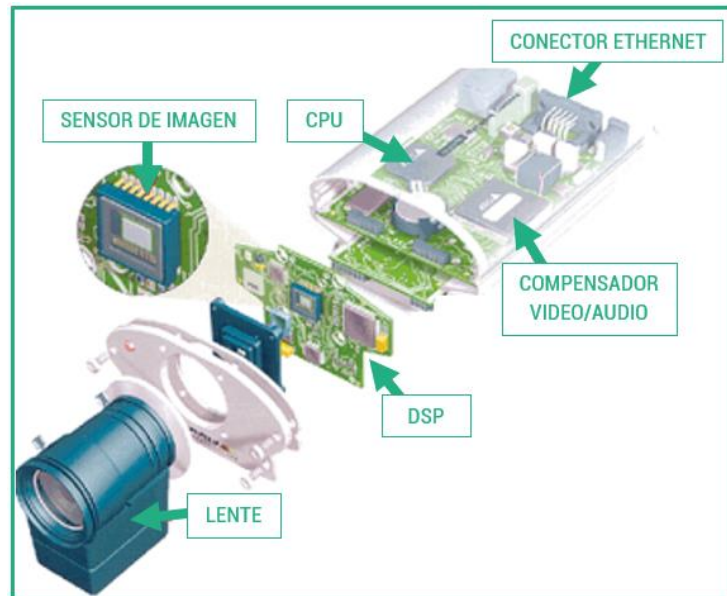 CONECTOR ETHERNET
SENSOR DE IMAGEN
CPU
COMPENSADOR
VIDEO/AUDIO
DSP
LENTE